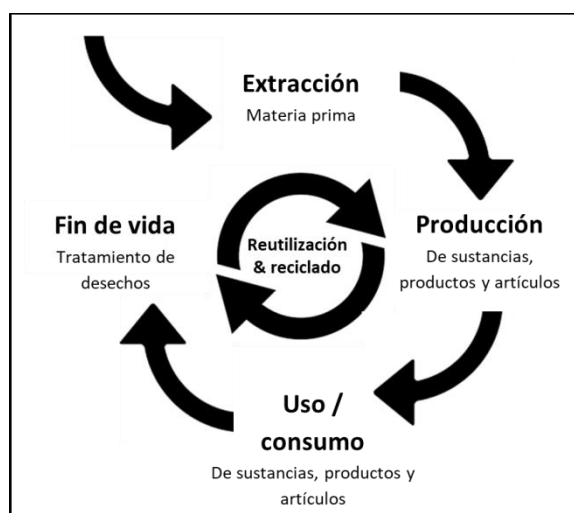 Extracción
Materia prima
Fin de vida
Tratamiento de
desechos
Reutilización
& reciclado
Producción
De sustancias,
productos y artículos
Uso /
consumo
De sustancias, productos y
artículos